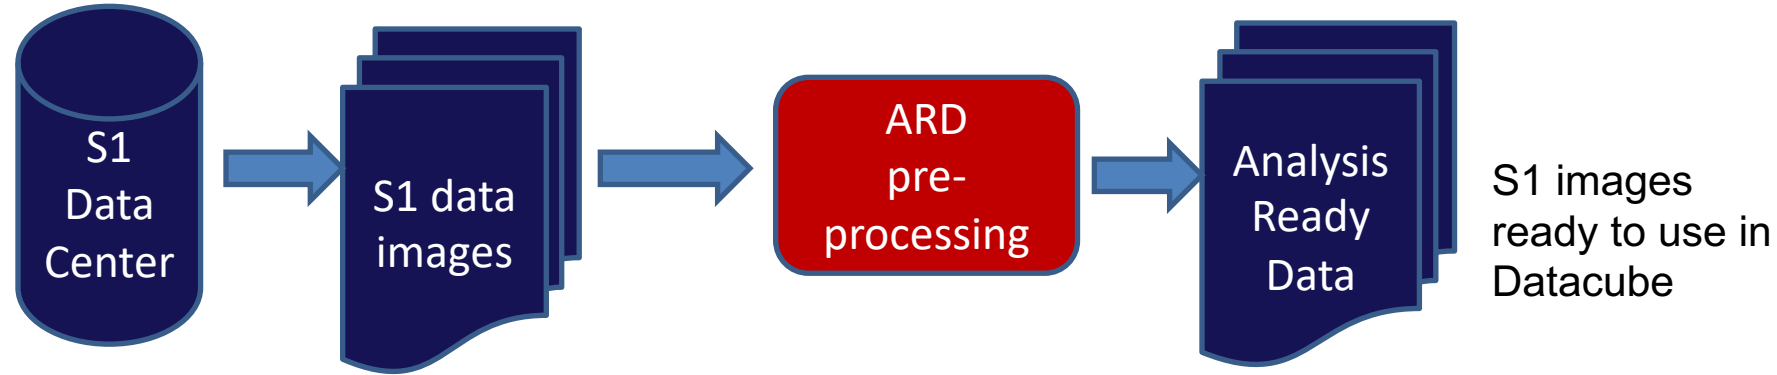 S1
Data
Center
S1 data
images
ARD
pre-
processing
Analysis
Ready
Data
S1 images
ready to use in
Datacube